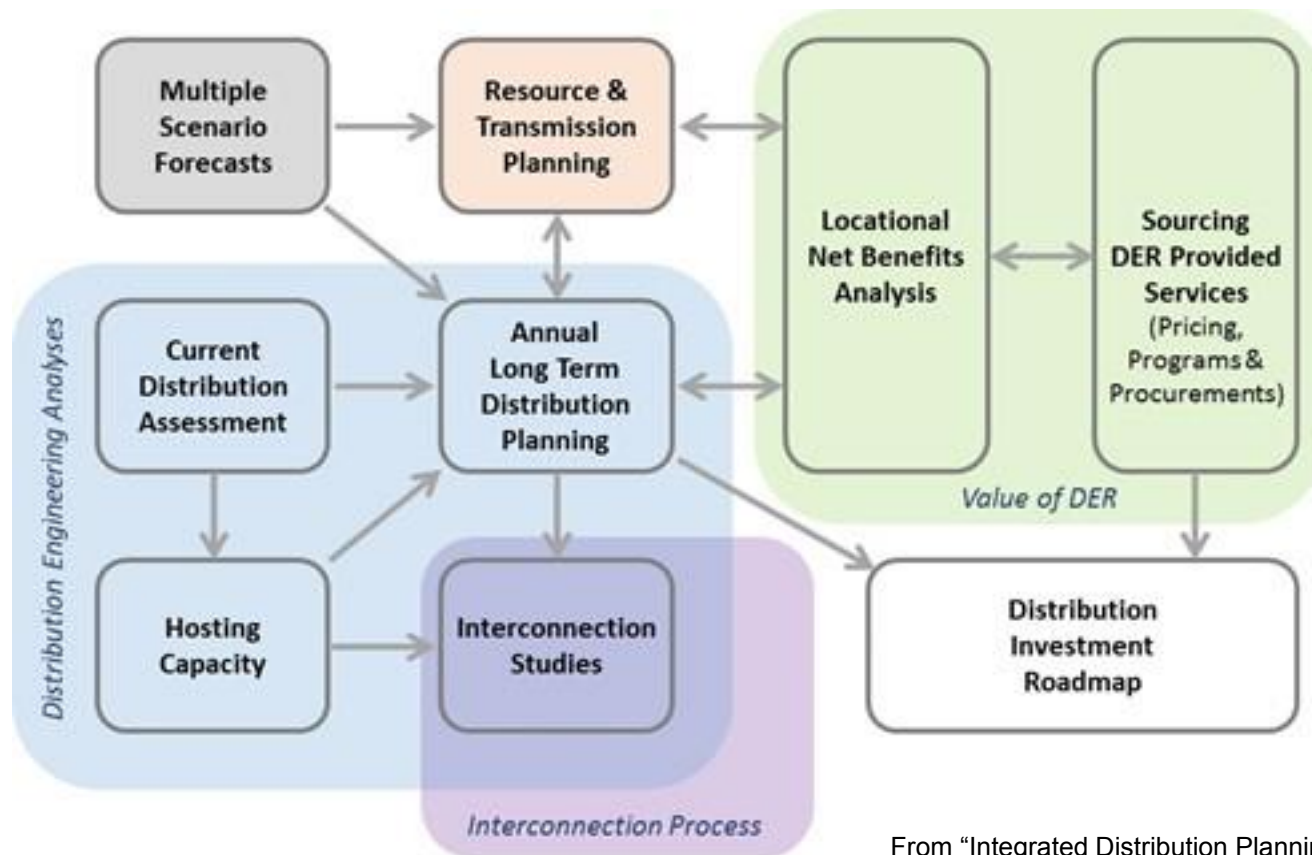 Multiple
Scenario
Forecasts
Resource &
Transmission
Planning
Locational
Net Benefits
Analysis
Sourcing
DER Provided
Services
(Pricing,
Programs &
Procurements)
Value of DER
Distribution Engineering Analyses
Current
Distribution
Assessment
Annual
Long Term
Distribution
Planning
Hosting
Capacity
Interconnection
Studies
Interconnection Process
Distribution
Investment
Roadmap
From “Integrated Distribution